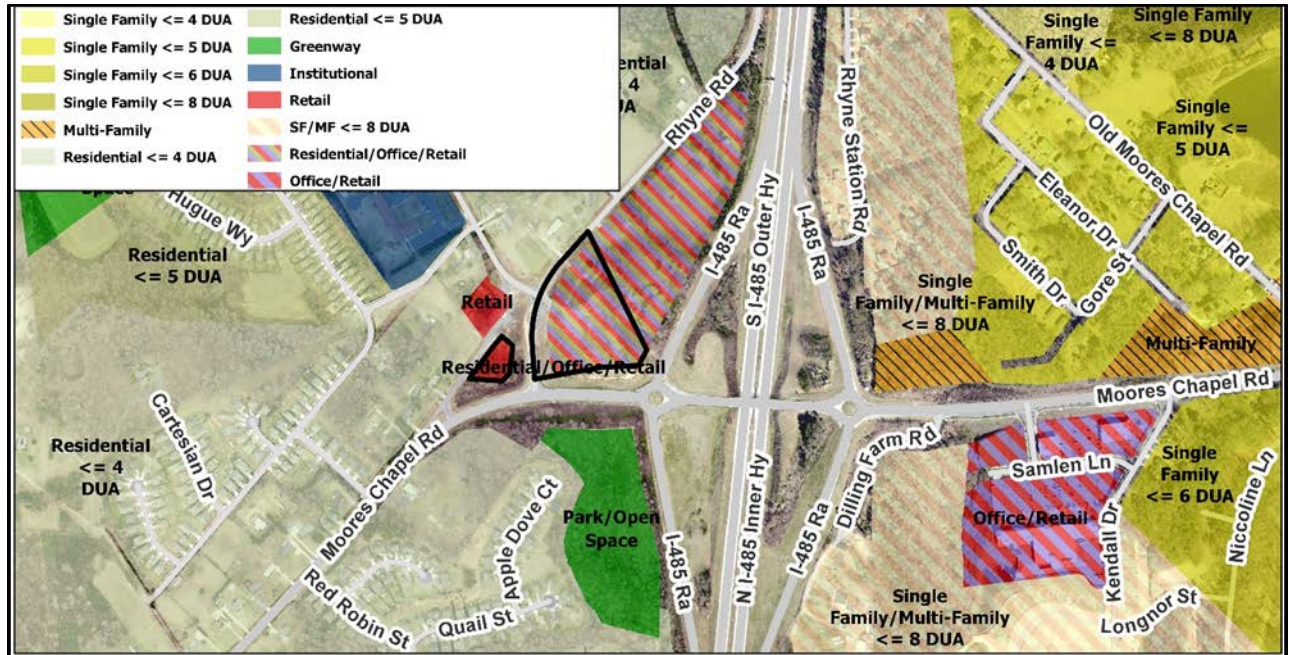 Single Family <= 4 DUA
Single Family <= 5 DUA
Single Family <= 6 DUA
Single Family <= 8 DUA
Multi-Family
Residential <= 4 DUA
Residential <= 5 DUA
Greenway
Institutional
Retail
SF/MF <= 8 DUA
Residential/Office/Retail
Office/Retail
ential
4
UA
Rhyne Rd
Rhyne Station Rd
Single
Family <=
4 DUA
Single Family
<= 8 DUA
Single
Family <=
5 DUA
Old Moores Chapel Rd
Eleanor Dr
Smith Dr
Gore St
Space
Hugue Wy
Residential
<= 5 DUA
Retail
Residential/Office/Retail
I-485 Ra
S I-485 Outer Hy
I-485 Ra
Single
Family/Multi-Family
<= 8 DUA
Multi-Family
Moores Chapel Rd
Cartesian Dr
Residential
<= 4
DUA
Moores Chapel Rd
Red Robin St
Quail St
Apple Dove Ct
Park/Open
Space
I-485 Ra
N I-485 Inner Hy
I-485 Ra
Dilling Farm Rd
Samlen Ln
Office/Retail
Kendall Dr
Single
Family
<= 6 DUA
Niccoline Ln
Longnor St
Single
Family/Multi-Family
<= 8 DUA